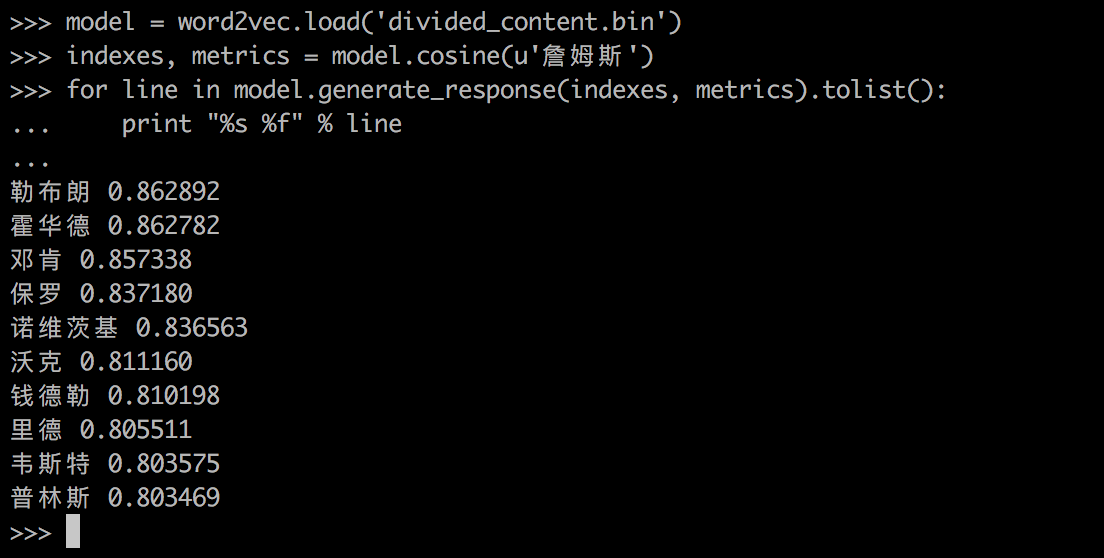 >>> model = word2vec.load('divided_content.bin')
>>> indexes, metrics = model.cosine(u'詹姆斯')
>>> for line in model.generate_response(indexes, metrics).tolist():
...     print "%s %f" % line
...
勒布朗 0.862892
霍华德 0.862782
邓肯 0.857338
保罗 0.837180
诺维茨基 0.836563
沃克 0.811160
钱德勒 0.810198
里德 0.805511
韦斯特 0.803575
普林斯 0.803469
>>>